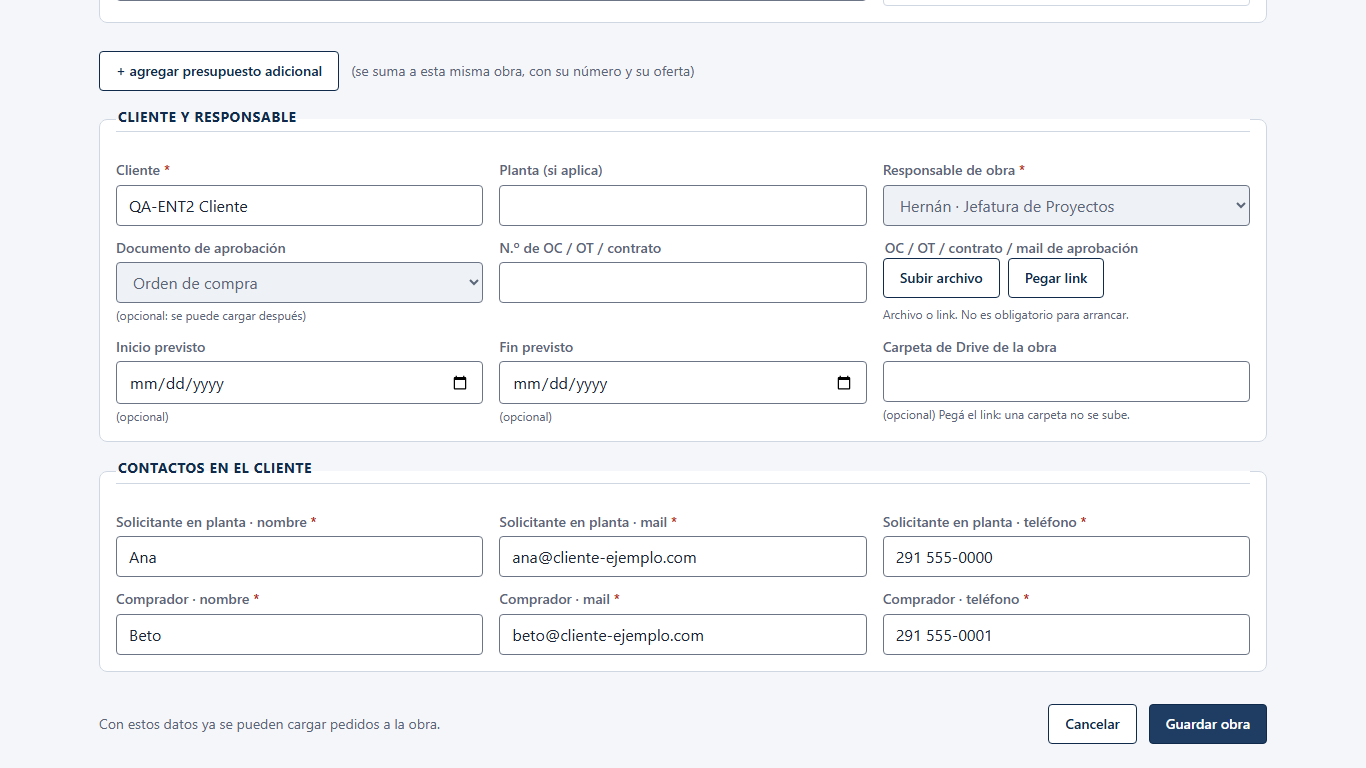 + agregar presupuesto adicional (se suma a esta misma obra, con su número y su oferta)
CLIENTE Y RESPONSABLE
Cliente * Planta (si aplica) Responsable de obra *
QA-ENT2 Cliente Hernán · Jefatura de Proyectos
Documento de aprobación N.º de OC / OT / contrato OC / OT / contrato / mail de aprobación
Orden de compra Subir archivo Pegar link
(opcional: se puede cargar después) Archivo o link. No es obligatorio para arrancar.
Inicio previsto Fin previsto Carpeta de Drive de la obra
mm/dd/yyyy mm/dd/yyyy
(opcional) (opcional) (opcional) Pegá el link: una carpeta no se sube.
CONTACTOS EN EL CLIENTE
Solicitante en planta · nombre * Solicitante en planta · mail * Solicitante en planta · teléfono *
Ana ana@cliente-ejemplo.com 291 555-0000
Comprador · nombre * Comprador · mail * Comprador · teléfono *
Beto beto@cliente-ejemplo.com 291 555-0001
Con estos datos ya se pueden cargar pedidos a la obra. Cancelar Guardar obra